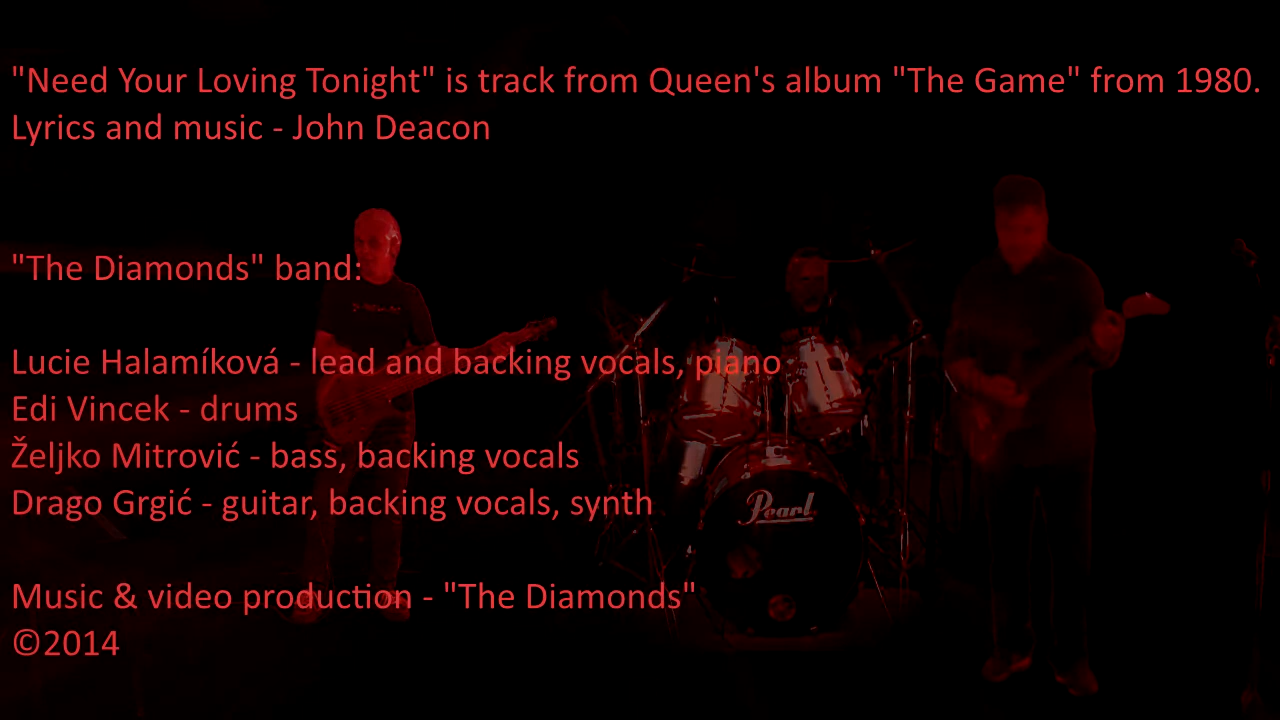 "Need Your Loving Tonight" is track from Queen's album "The Game" from 1980.
Lyrics and music - John Deacon
"The Diamonds" band:
Lucie Halamíková - lead and backing vocals, piano
Edi Vincek - drums
Željko Mitrović - bass, backing vocals
Drago Grgić - guitar, backing vocals, synth
Pearl
Music & video production - "The Diamonds"
©2014